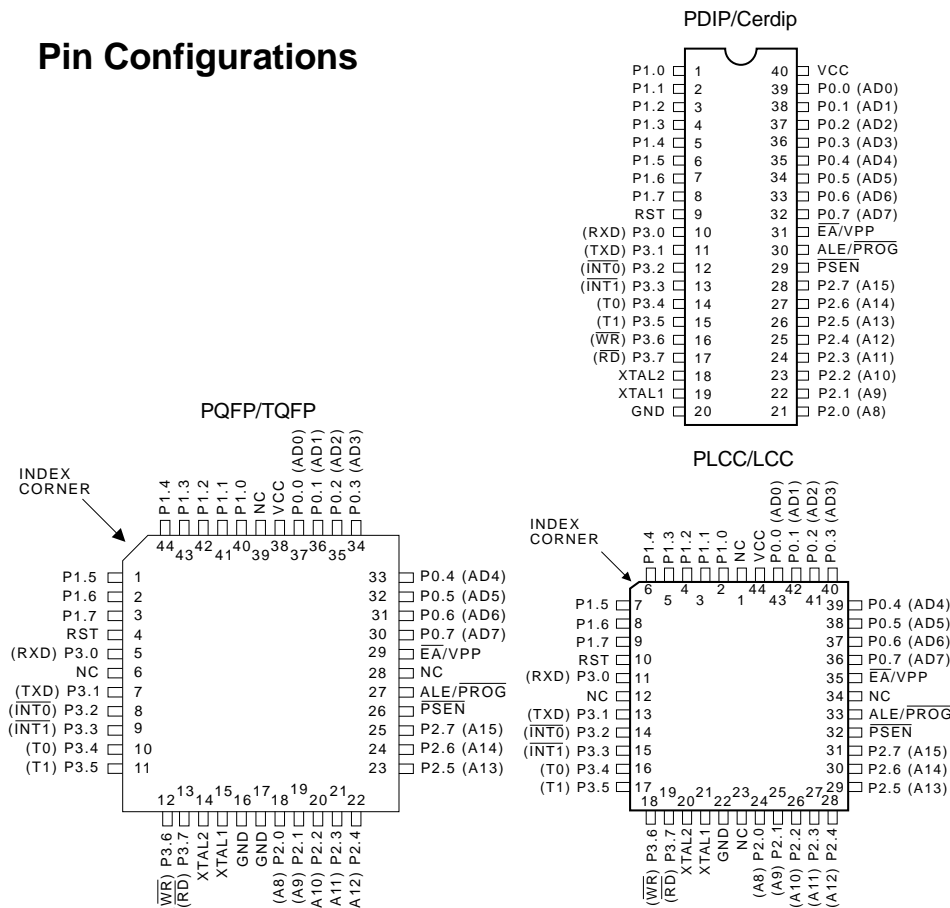 Pin Configurations
PDIP/Cerdip
P1.0 1 40 VCC
P1.1 2 39 P0.0 (AD0)
P1.2 3 38 P0.1 (AD1)
P1.3 4 37 P0.2 (AD2)
P1.4 5 36 P0.3 (AD3)
P1.5 6 35 P0.4 (AD4)
P1.6 7 34 P0.5 (AD5)
P1.7 8 33 P0.6 (AD6)
RST 9 32 P0.7 (AD7)
(RXD) P3.0 10 31 E̅A̅/VPP
(TXD) P3.1 11 30 ALE/P̅R̅O̅G̅
(I̅N̅T̅0̅) P3.2 12 29 P̅S̅E̅N̅
(I̅N̅T̅1̅) P3.3 13 28 P2.7 (A15)
(T0) P3.4 14 27 P2.6 (A14)
(T1) P3.5 15 26 P2.5 (A13)
(W̅R̅) P3.6 16 25 P2.4 (A12)
(R̅D̅) P3.7 17 24 P2.3 (A11)
XTAL2 18 23 P2.2 (A10)
XTAL1 19 22 P2.1 (A9)
GND 20 21 P2.0 (A8)
PQFP/TQFP
INDEX
CORNER
P1.4
P1.3
P1.2
P1.1
P1.0
NC
VCC
P0.0 (AD0)
P0.1 (AD1)
P0.2 (AD2)
P0.3 (AD3)
44 43 42 41 40 39 38 37 36 35 34
P1.5 1 33 P0.4 (AD4)
P1.6 2 32 P0.5 (AD5)
P1.7 3 31 P0.6 (AD6)
RST 4 30 P0.7 (AD7)
(RXD) P3.0 5 29 E̅A̅/VPP
NC 6 28 NC
(TXD) P3.1 7 27 ALE/P̅R̅O̅G̅
(I̅N̅T̅0̅) P3.2 8 26 P̅S̅E̅N̅
(I̅N̅T̅1̅) P3.3 9 25 P2.7 (A15)
(T0) P3.4 10 24 P2.6 (A14)
(T1) P3.5 11 23 P2.5 (A13)
12 13 14 15 16 17 18 19 20 21 22
(W̅R̅) P3.6
(R̅D̅) P3.7
XTAL2
XTAL1
GND
GND
(A8) P2.0
(A9) P2.1
A10) P2.2
A11) P2.3
A12) P2.4
PLCC/LCC
INDEX
CORNER
P1.4
P1.3
P1.2
P1.1
P1.0
NC
VCC
P0.0 (AD0)
P0.1 (AD1)
P0.2 (AD2)
P0.3 (AD3)
6 5 4 3 2 1 44 43 42 41 40
P1.5 7 39 P0.4 (AD4)
P1.6 8 38 P0.5 (AD5)
P1.7 9 37 P0.6 (AD6)
RST 10 36 P0.7 (AD7)
(RXD) P3.0 11 35 E̅A̅/VPP
NC 12 34 NC
(TXD) P3.1 13 33 ALE/P̅R̅O̅G̅
(I̅N̅T̅0̅) P3.2 14 32 P̅S̅E̅N̅
(I̅N̅T̅1̅) P3.3 15 31 P2.7 (A15)
(T0) P3.4 16 30 P2.6 (A14)
(T1) P3.5 17 29 P2.5 (A13)
18 19 20 21 22 23 24 25 26 27 28
(W̅R̅) P3.6
(R̅D̅) P3.7
XTAL2
XTAL1
GND
NC
(A8) P2.0
(A9) P2.1
(A10) P2.2
(A11) P2.3
(A12) P2.4